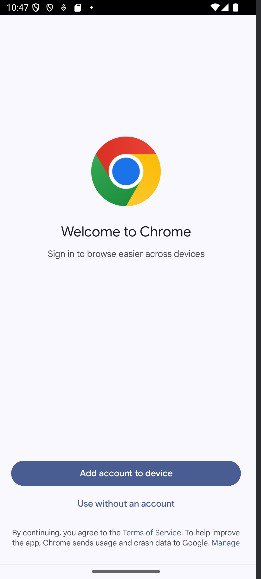 10:47
Welcome to Chrome
Sign in to browse easier across devices
Add account to device
Use without an account
By continuing, you agree to the Terms of Service. To help improve
the app, Chrome sends usage and crash data to Google. Manage